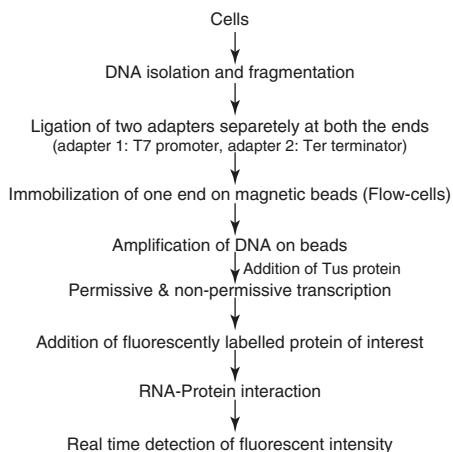 Cells
DNA isolation and fragmentation
Ligation of two adapters separetely at both the ends
(adapter 1: T7 promoter, adapter 2: Ter terminator)
Immobilization of one end on magnetic beads (Flow-cells)
Amplification of DNA on beads
Addition of Tus protein
Permissive & non-permissive transcription
Addition of fluorescently labelled protein of interest
RNA-Protein interaction
Real time detection of fluorescent intensity